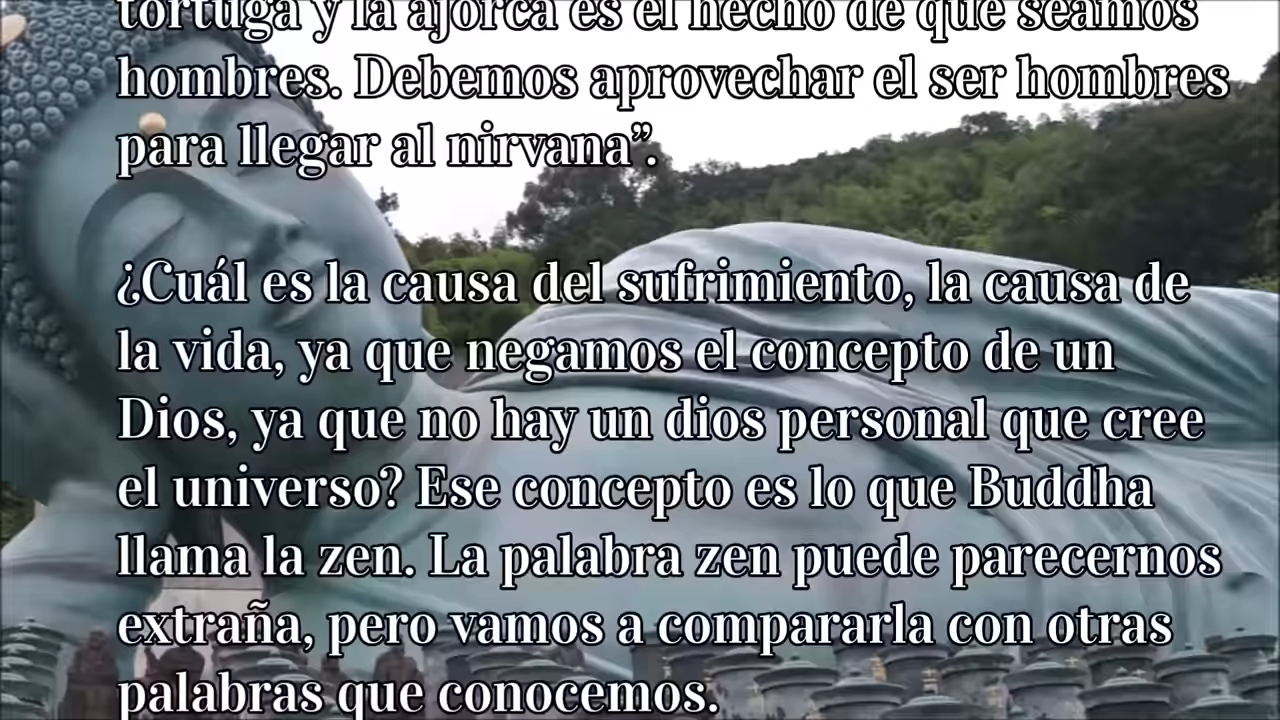 tortuga y la ajorca es el hecho de que seamos
hombres. Debemos aprovechar el ser hombres
para llegar al nirvana”.
¿Cuál es la causa del sufrimiento, la causa de
la vida, ya que negamos el concepto de un
Dios, ya que no hay un dios personal que cree
el universo? Ese concepto es lo que Buddha
llama la zen. La palabra zen puede parecernos
extraña, pero vamos a compararla con otras
palabras que conocemos.